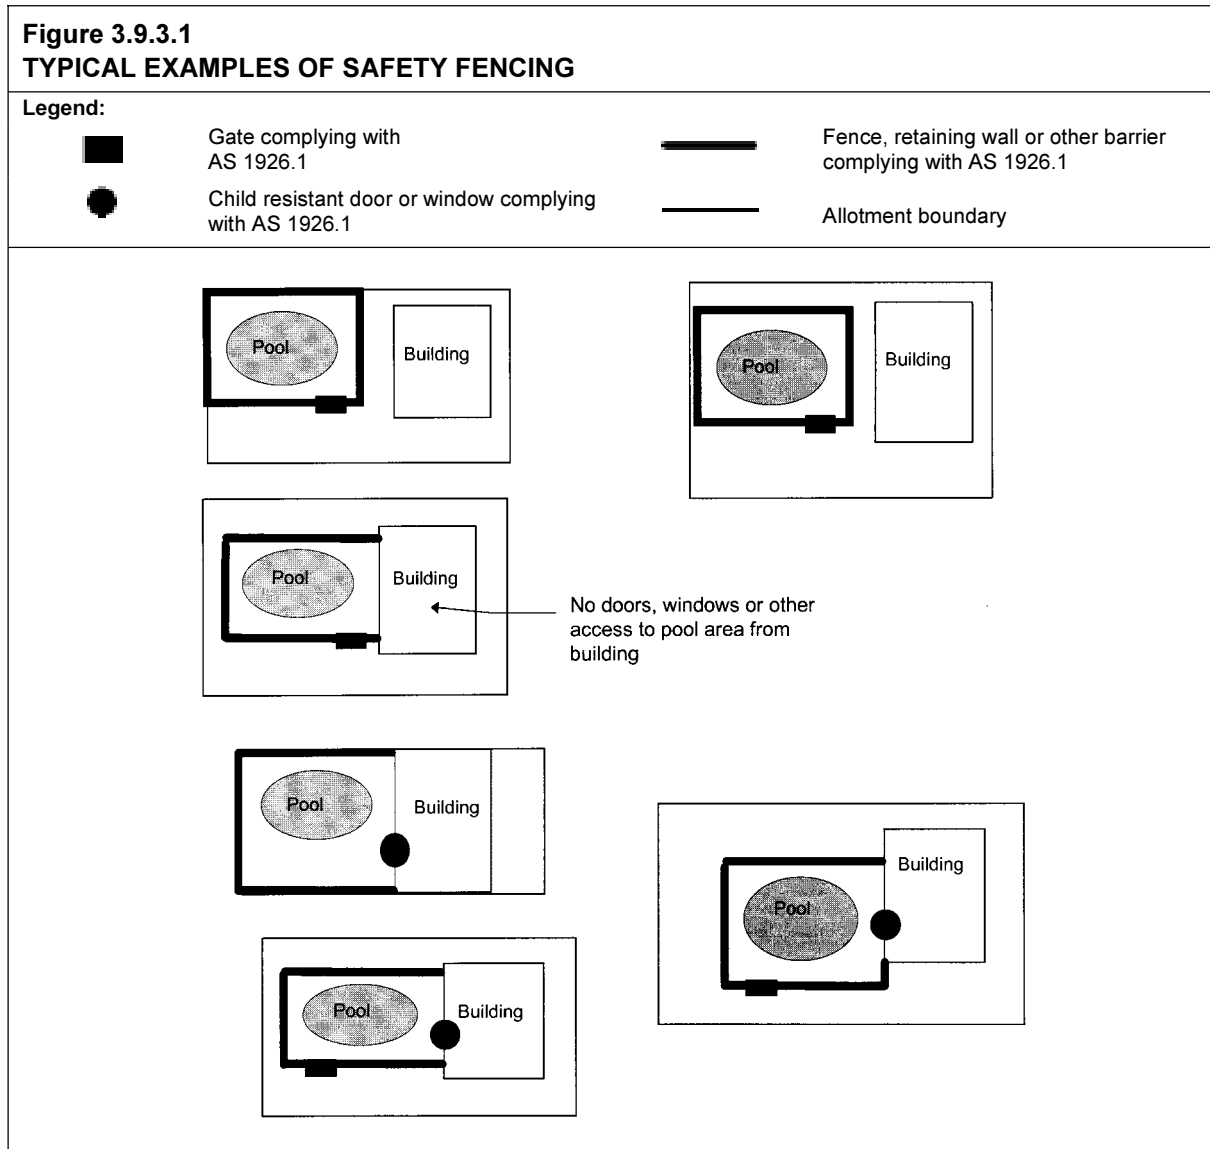 Figure 3.9.3.1
TYPICAL EXAMPLES OF SAFETY FENCING
Legend:
Gate complying with
AS 1926.1
Child resistant door or window complying
with AS 1926.1
Fence, retaining wall or other barrier
complying with AS 1926.1
Allotment boundary
Pool
Building
Pool
Building
Pool
Building
No doors, windows or other
access to pool area from
building
Pool
Building
Pool
Building
Pool
Building